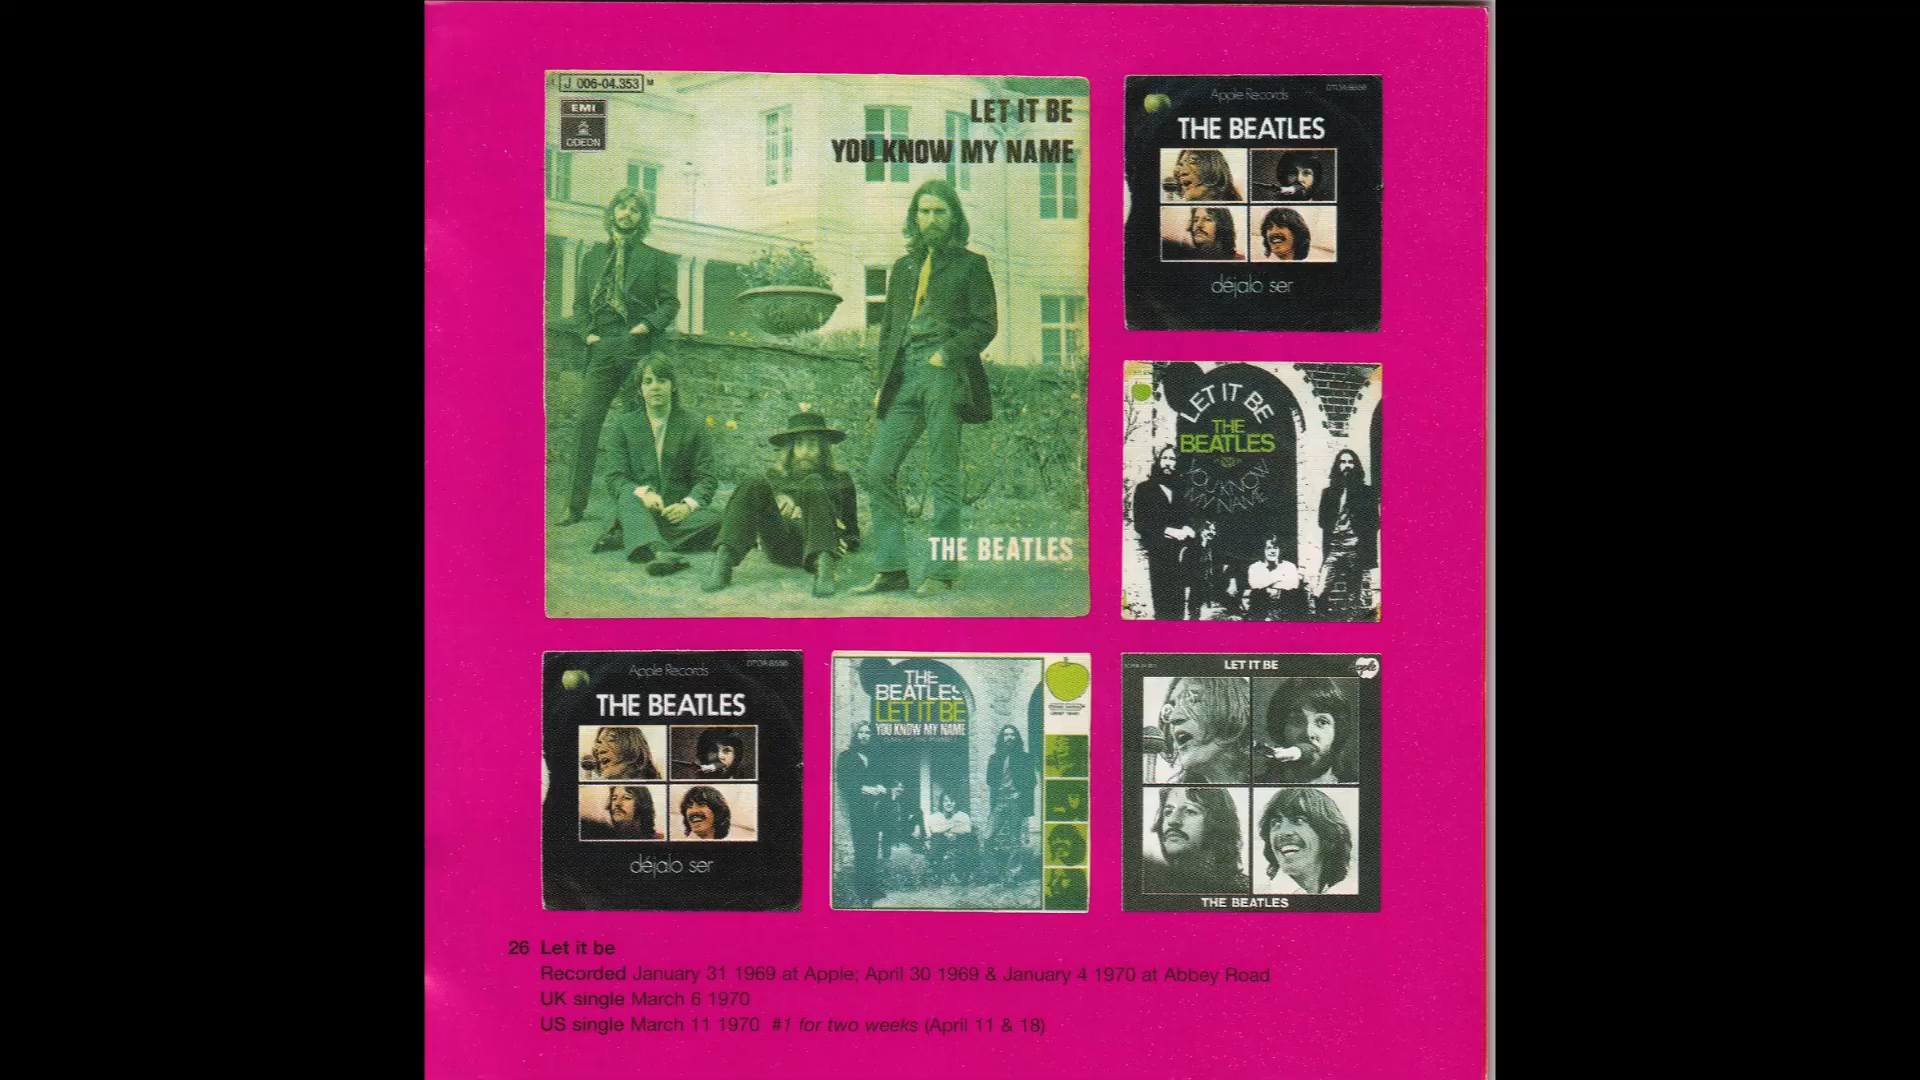 J 006-04.353 M
EMI
ODEON
LET IT BE
YOU KNOW MY NAME
THE BEATLES
Apple Records
THE BEATLES
déjalo ser
LET IT BE
THE
BEATLES
YOU KNOW
MY NAME
Apple Records
THE BEATLES
déjalo ser
THE
BEATLES
LET IT BE
YOU KNOW MY NAME
LET IT BE
apple
THE BEATLES
26 Let it be
Recorded January 31 1969 at Apple; April 30 1969 & January 4 1970 at Abbey Road
UK single March 6 1970
US single March 11 1970 #1 for two weeks (April 11 & 18)